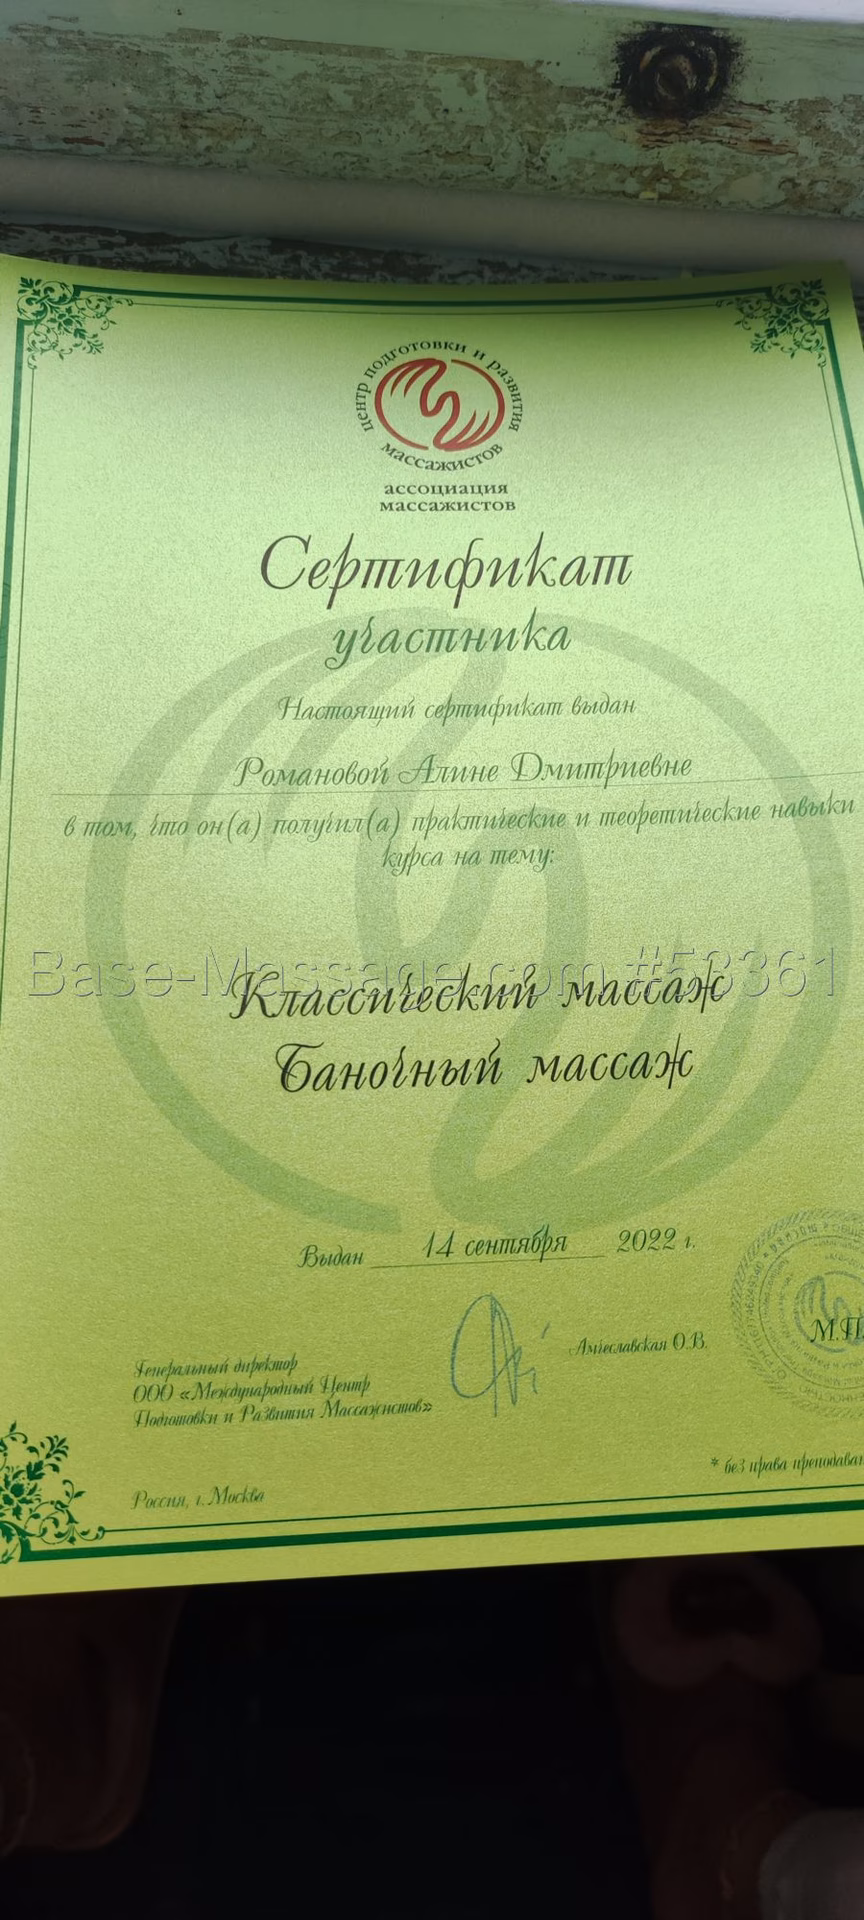 центр подготовки и развития
массажистов
ассоциация
массажистов
Сертификат
участника
Настоящий сертификат выдан
Романовой Алине Дмитриевне
в том, что он(а) получил(а) практические и теоретические навыки
курса на тему:
Base-Massage.com #58361
Классический массаж
Баночный массаж
Выдан 14 сентября 2022 г.
Генеральный директор
ООО «Международный Центр
Подготовки и Развития Массажистов»
Амчеславская О.В.
М.П.
* без права преподаван
Россия, г. Москва